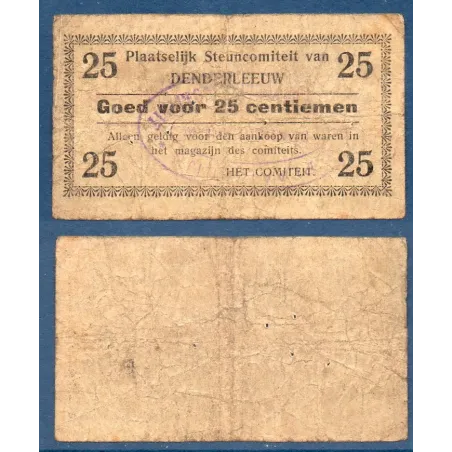 25 Plaatselijk Steuncomiteit van 25
DENDERLEEUW
Goed voor 25 centiemen
Alleen geldig voor den aankoop van waren in
het magazijn des comiteits.
25 HET COMITEIT. 25